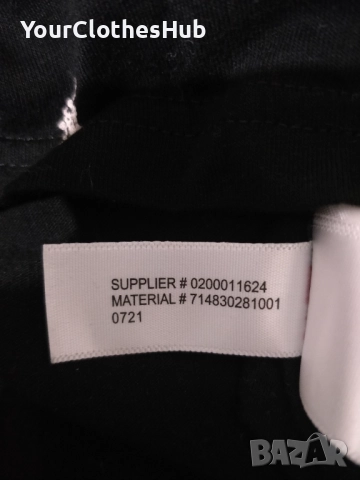 YourClothesHub
SUPPLIER # 0200011624
MATERIAL # 714830281001
0721
BAZAR